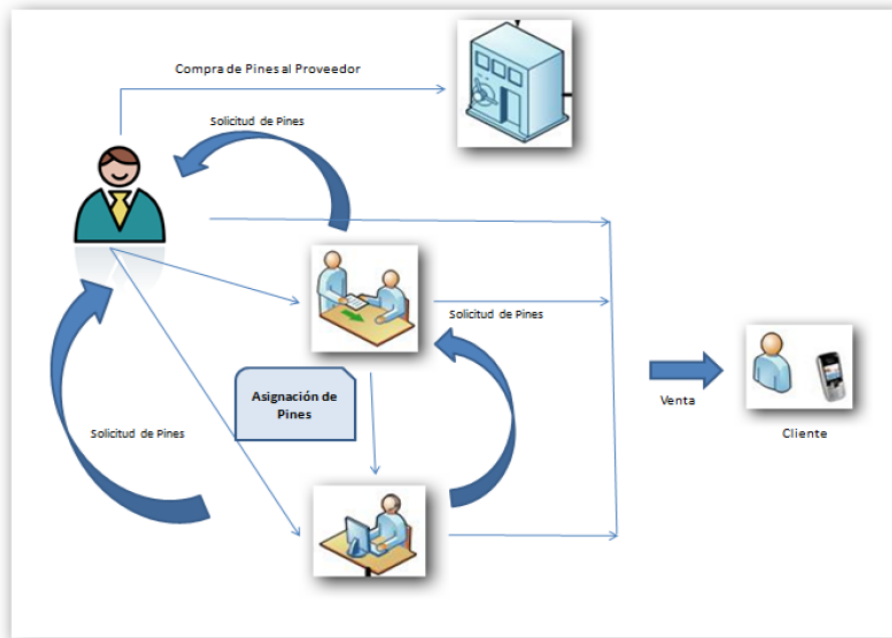 Compra de Pines al Proveedor
Solicitud de Pines
Solicitud de Pines
Asignación de
Pines
Solicitud de Pines
Venta
Cliente